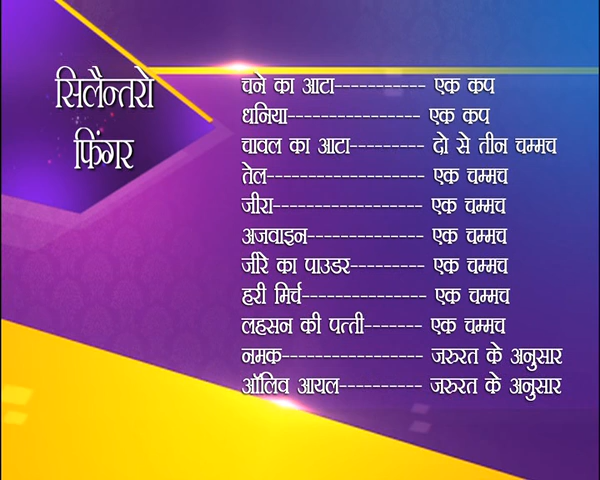 सिलैन्तरो
फिंगर
चने का आटा----------- एक कप
धनिया---------------- एक कप
चावल का आटा--------- दो से तीन चम्मच
तेल------------------- एक चम्मच
जीरा------------------ एक चम्मच
अजवाइन-------------- एक चम्मच
जीरे का पाउडर--------- एक चम्मच
हरी मिर्च--------------- एक चम्मच
लहसन की पत्ती------- एक चम्मच
नमक----------------- जरुरत के अनुसार
ऑलिव आयल---------- जरुरत के अनुसार